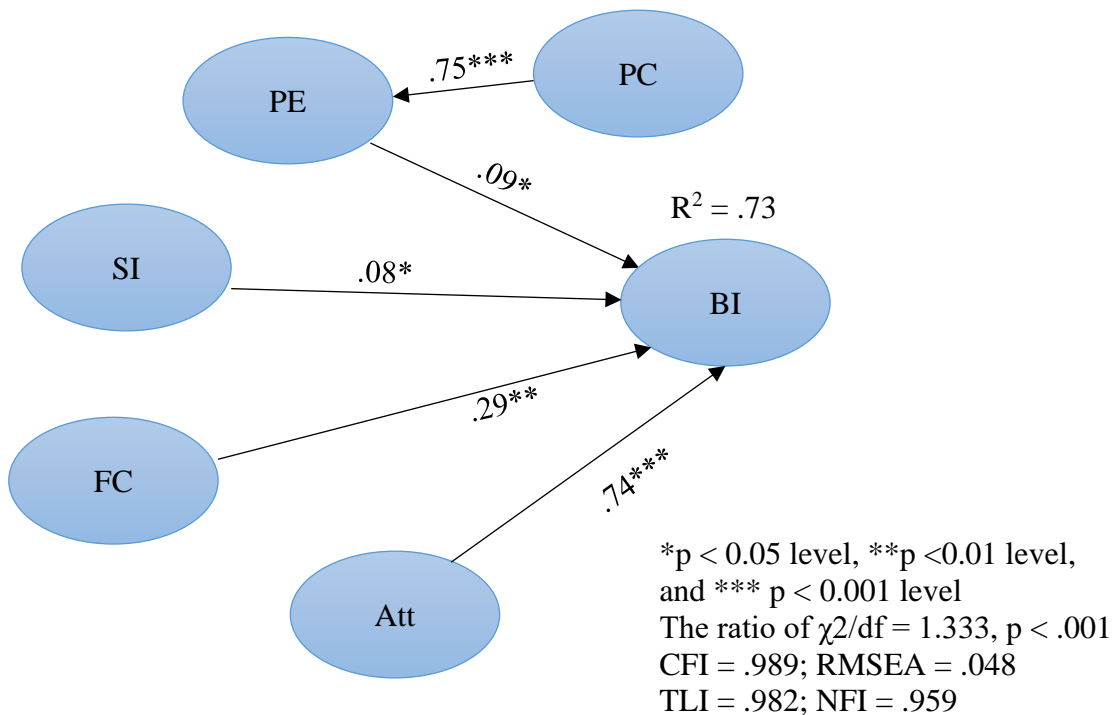 PC
.75***
PE
.09*
R² = .73
SI
.08*
BI
.29**
FC
.74***
Att
*p < 0.05 level, **p <0.01 level,
and *** p < 0.001 level
The ratio of χ2/df = 1.333, p < .001
CFI = .989; RMSEA = .048
TLI = .982; NFI = .959